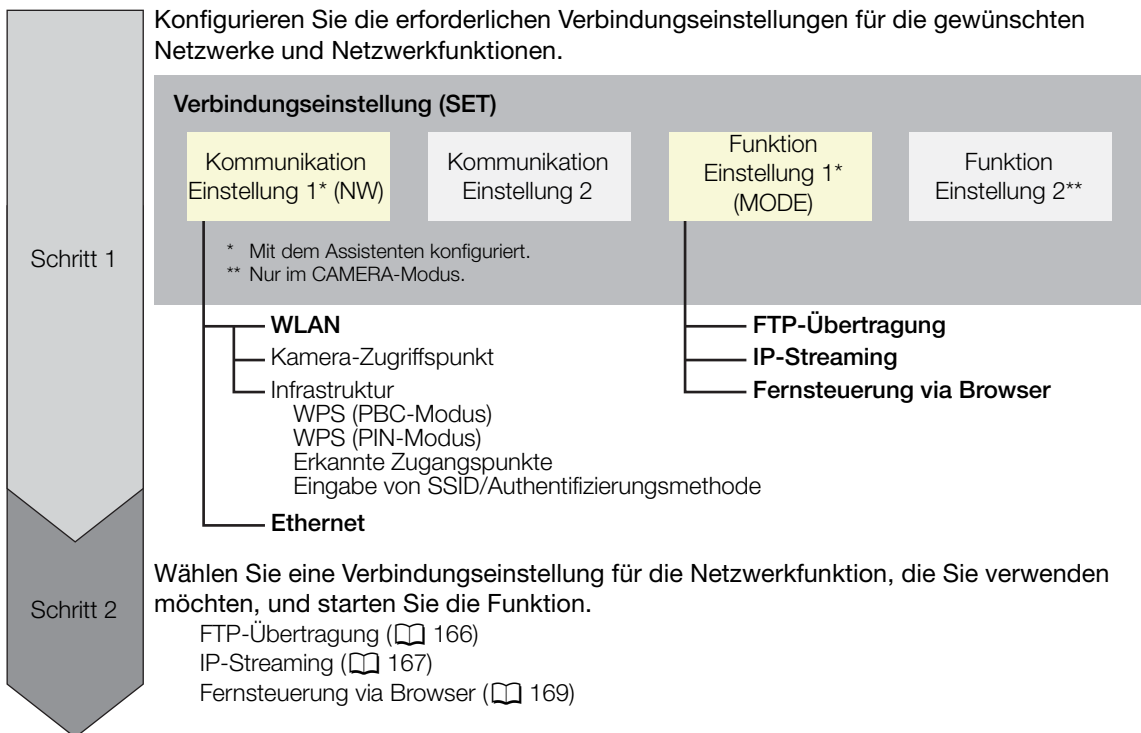 Konfigurieren Sie die erforderlichen Verbindungseinstellungen für die gewünschten
Netzwerke und Netzwerkfunktionen.
Verbindungseinstellung (SET)
Kommunikation
Einstellung 1* (NW)
Kommunikation
Einstellung 2
Funktion
Einstellung 1*
(MODE)
Funktion
Einstellung 2**
* Mit dem Assistenten konfiguriert.
** Nur im CAMERA-Modus.
Schritt 1
WLAN
Kamera-Zugriffspunkt
Infrastruktur
WPS (PBC-Modus)
WPS (PIN-Modus)
Erkannte Zugangspunkte
Eingabe von SSID/Authentifizierungsmethode
Ethernet
FTP-Übertragung
IP-Streaming
Fernsteuerung via Browser
Schritt 2
Wählen Sie eine Verbindungseinstellung für die Netzwerkfunktion, die Sie verwenden
möchten, und starten Sie die Funktion.
FTP-Übertragung (📖 166)
IP-Streaming (📖 167)
Fernsteuerung via Browser (📖 169)